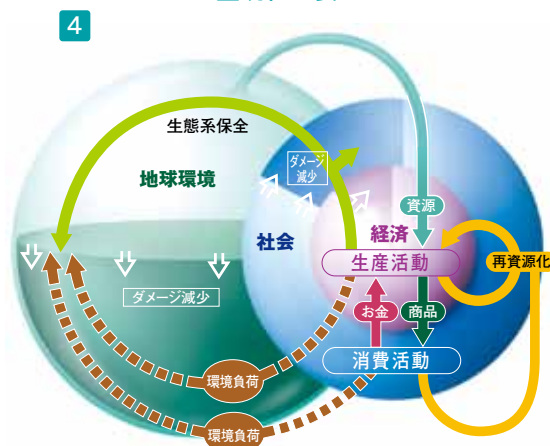 4
生態系保全
ダメージ
減少
地球環境
資源
社会
経済
生産活動
再資源化
ダメージ減少
お金
商品
消費活動
環境負荷
環境負荷